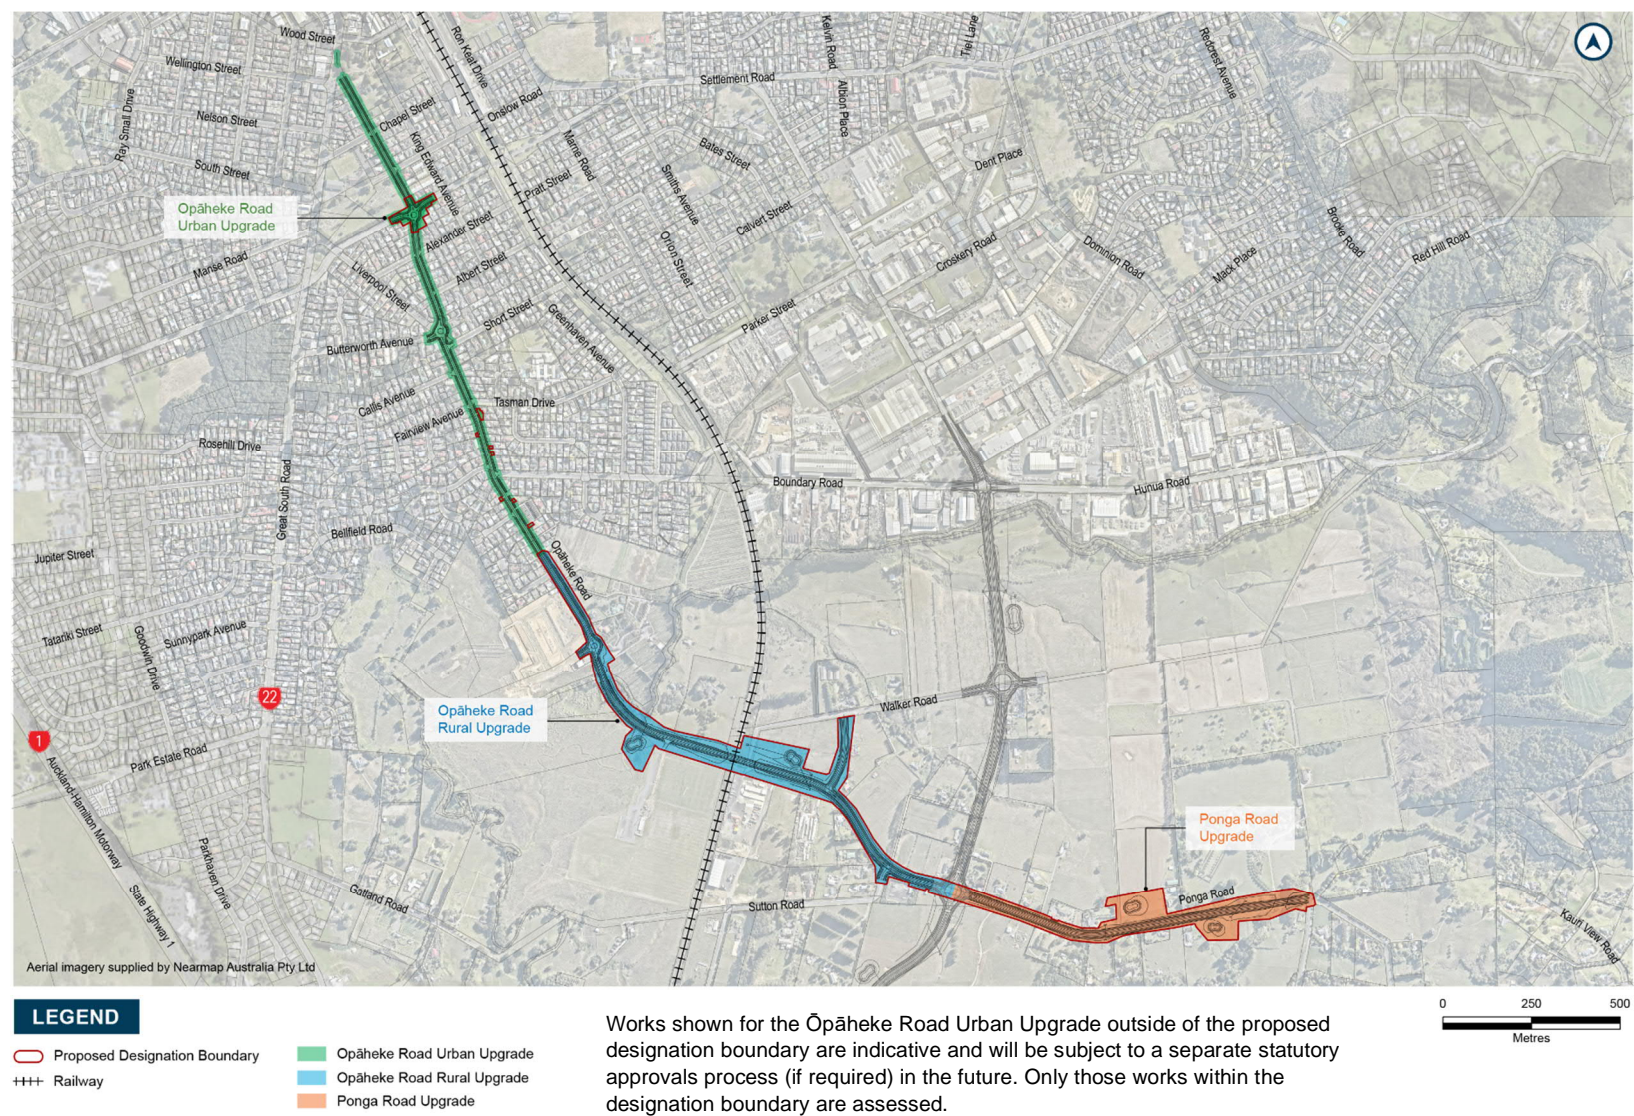 Wood Street
Wellington Street
Ray Small Drive
Nelson Street
South Street
Chapel Street
King Edward Avenue
Ron Keat Drive
Onslow Road
Marne Road
Pratt Street
Settlement Road
Kelvin Road
Albion Place
Tiel Lane
Redcrest Avenue
Bates Street
Smiths Avenue
Calvert Street
Orion Street
Dent Place
Croskery Road
Dominion Road
Mack Place
Brooke Road
Red Hill Road
Opāheke Road
Urban Upgrade
Manse Road
Alexander Street
Albert Street
Liverpool Street
Short Street
Greenhaven Avenue
Butterworth Avenue
Parker Street
Callis Avenue
Fairview Avenue
Tasman Drive
Rosehill Drive
Great South Road
Bellfield Road
Boundary Road
Hunua Road
Jupiter Street
Opāheke Road
Tatariki Street
Goodwin Drive
Sunnypark Avenue
22
1
Opāheke Road
Rural Upgrade
Walker Road
Park Estate Road
Auckland-Hamilton Motorway
Parkhaven Drive
State Highway 1
Gatland Road
Sutton Road
Ponga Road
Upgrade
Ponga Road
Kauri View Road
Aerial imagery supplied by Nearmap Australia Pty Ltd
LEGEND
Proposed Designation Boundary
Railway
Opāheke Road Urban Upgrade
Opāheke Road Rural Upgrade
Ponga Road Upgrade
Works shown for the Ōpāheke Road Urban Upgrade outside of the proposed
designation boundary are indicative and will be subject to a separate statutory
approvals process (if required) in the future. Only those works within the
designation boundary are assessed.
0 250 500
Metres